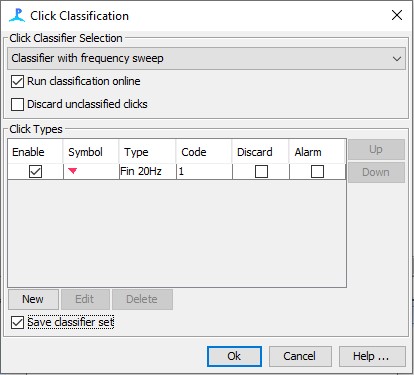 Click Classification
Click Classifier Selection
Classifier with frequency sweep
Run classification online
Discard unclassified clicks
Click Types
Enable Symbol Type Code Discard Alarm
Fin 20Hz 1
Up
Down
New Edit Delete
Save classifier set
Ok Cancel Help ...